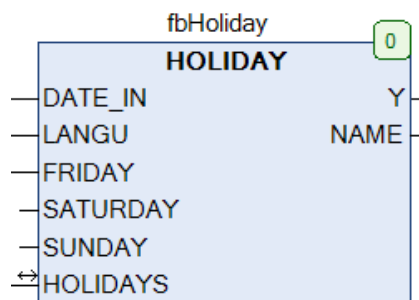 fbHoliday
0
HOLIDAY
DATE_IN Y
LANGU NAME
FRIDAY
SATURDAY
SUNDAY
HOLIDAYS